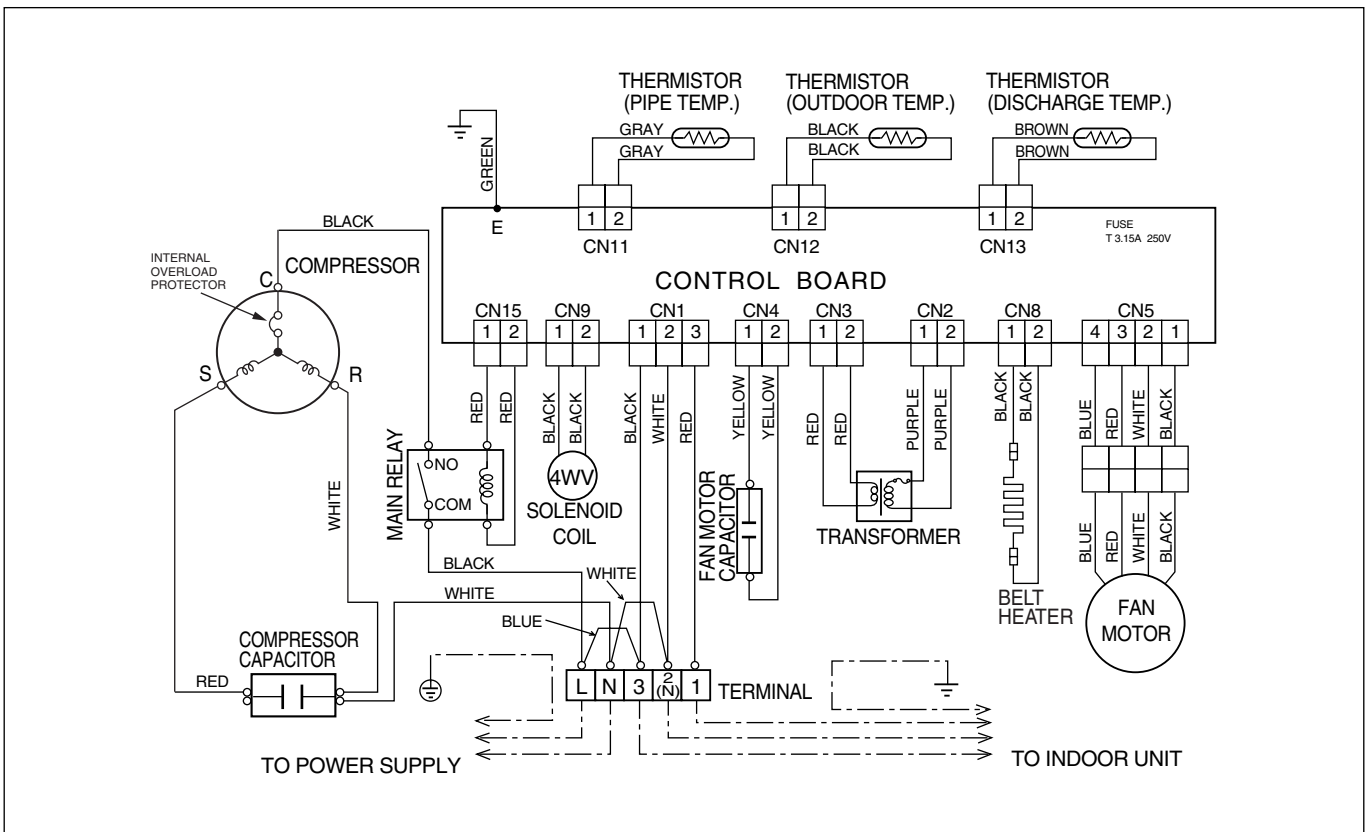 THERMISTOR
(PIPE TEMP.)
THERMISTOR
(OUTDOOR TEMP.)
THERMISTOR
(DISCHARGE TEMP.)
GRAY
GRAY
BLACK
BLACK
BROWN
BROWN
GREEN
E
1 2
CN11
1 2
CN12
1 2
CN13
FUSE
T 3.15A 250V
BLACK
INTERNAL
OVERLOAD
PROTECTOR
C
COMPRESSOR
S
R
CONTROL BOARD
CN15
1 2
CN9
1 2
CN1
1 2 3
CN4
1 2
CN3
1 2
CN2
1 2
CN8
1 2
CN5
4 3 2 1
RED
RED
BLACK
BLACK
BLACK
WHITE
RED
YELLOW
YELLOW
RED
RED
PURPLE
PURPLE
BLACK
BLACK
BLUE
RED
WHITE
BLACK
MAIN RELAY
NO
COM
4WV
SOLENOID
COIL
FAN MOTOR
CAPACITOR
TRANSFORMER
BLUE
RED
WHITE
BLACK
WHITE
BLACK
WHITE
WHITE
BLUE
BELT
HEATER
FAN
MOTOR
COMPRESSOR
CAPACITOR
RED
L N 3 2 (N) 1
TERMINAL
TO POWER SUPPLY
TO INDOOR UNIT